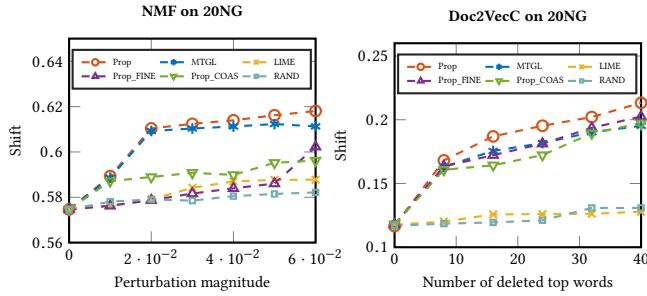 NMF on 20NG
Prop MTGL LIME
Prop_FINE Prop_COAS RAND
Shift
0.64
0.62
0.6
0.58
0.56
0 2 · 10⁻² 4 · 10⁻² 6 · 10⁻²
Perturbation magnitude
Doc2VecC on 20NG
Prop MTGL LIME
Prop_FINE Prop_COAS RAND
Shift
0.25
0.2
0.15
0.1
0 10 20 30 40
Number of deleted top words